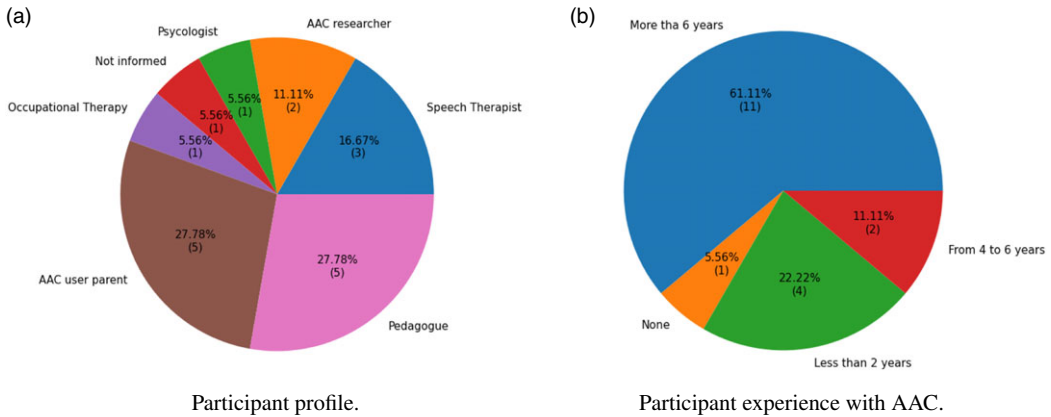 (a)
AAC researcher
Psycologist
Not informed
Occupational Therapy
Speech Therapist
5.56%
(1)
11.11%
(2)
16.67%
(3)
5.56%
(1)
5.56%
(1)
27.78%
(5)
27.78%
(5)
AAC user parent
Pedagogue
Participant profile.
(b)
More tha 6 years
61.11%
(11)
11.11%
(2)
5.56%
(1)
22.22%
(4)
From 4 to 6 years
None
Less than 2 years
Participant experience with AAC.